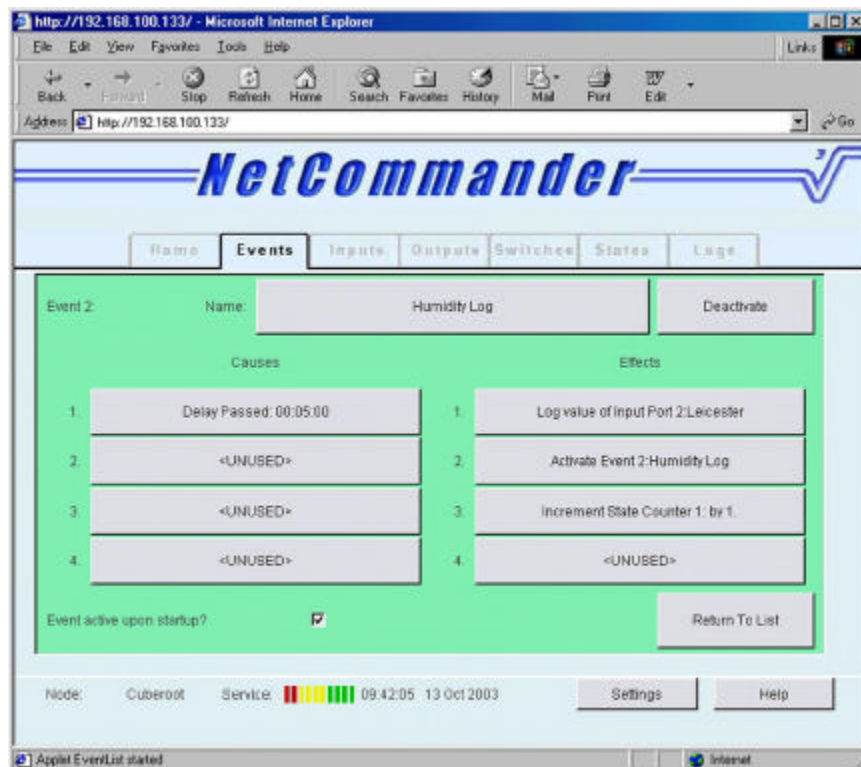 http://192.168.100.133/ - Microsoft Internet Explorer
File Edit View Favorites Tools Help Links
Back Forward Stop Refresh Home Search Favorites History Mail Print Edit
Address http://192.168.100.133/ Go
NetCommander 3
Home Events Inputs Outputs Switches States Logs
Event 2: Name: Humidity Log Deactivate
Causes Effects
1. Delay Passed: 00:05:00 1. Log value of Input Port 2:Leicester
2. <UNUSED> 2. Activate Event 2:Humidity Log
3. <UNUSED> 3. Increment State Counter 1: by 1.
4. <UNUSED> 4. <UNUSED>
Event active upon startup? Return To List
Node: Cuberoot Service: 09:42:05 13 Oct 2003 Settings Help
Applet EventList started Internet